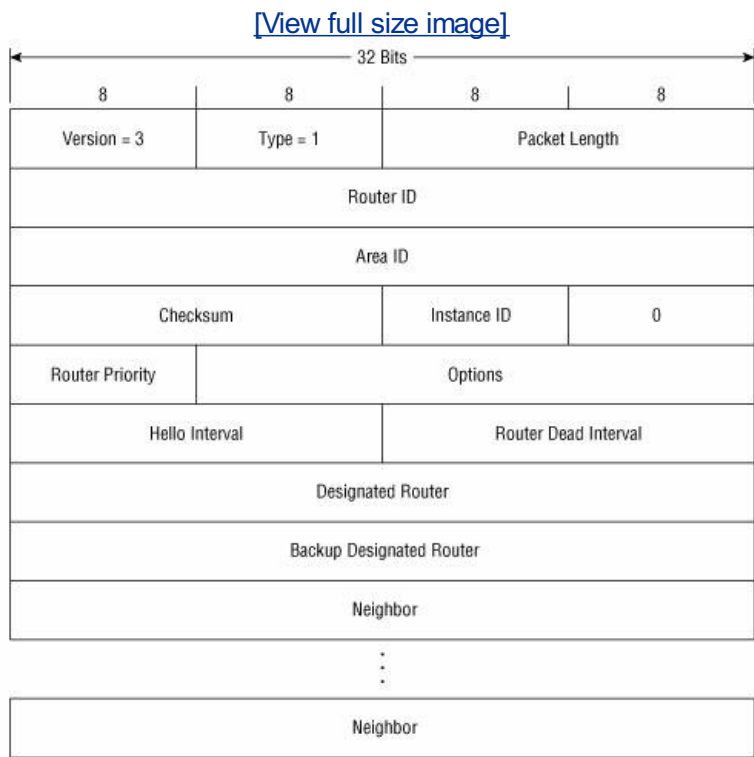 [View full size image]
32 Bits
8 8 8 8
Version = 3 Type = 1 Packet Length
Router ID
Area ID
Checksum Instance ID 0
Router Priority Options
Hello Interval Router Dead Interval
Designated Router
Backup Designated Router
Neighbor
Neighbor